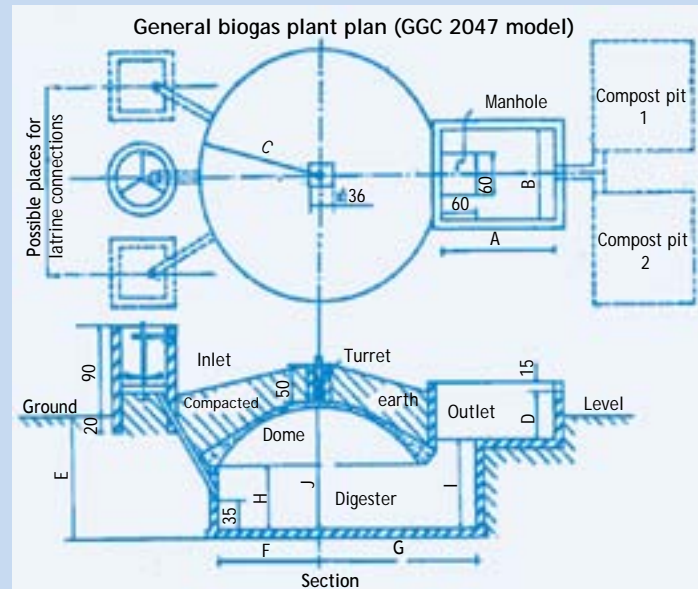 General biogas plant plan (GGC 2047 model)
Possible places for
latrine connections
C
36
Manhole
60
60
B
A
Compost pit
1
Compost pit
2
90
20
Inlet
Turret
50
15
Ground
Compacted
earth
Outlet
D
Level
Dome
E
35
H
J
Digester
I
F
G
Section